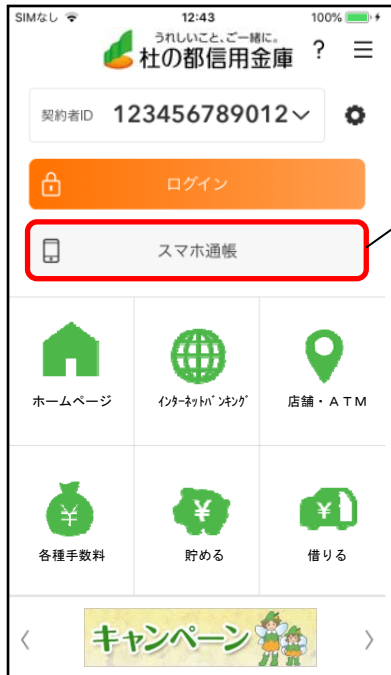 SIMなし 12:43 100%
うれしいこと、ご一緒に。
杜の都信用金庫 ?
契約者ID 123456789012
ログイン
スマホ通帳
ホームページ インターネットバンキング 店舗・ATM
¥ ¥ ¥
各種手数料 貯める 借りる
キャンペーン